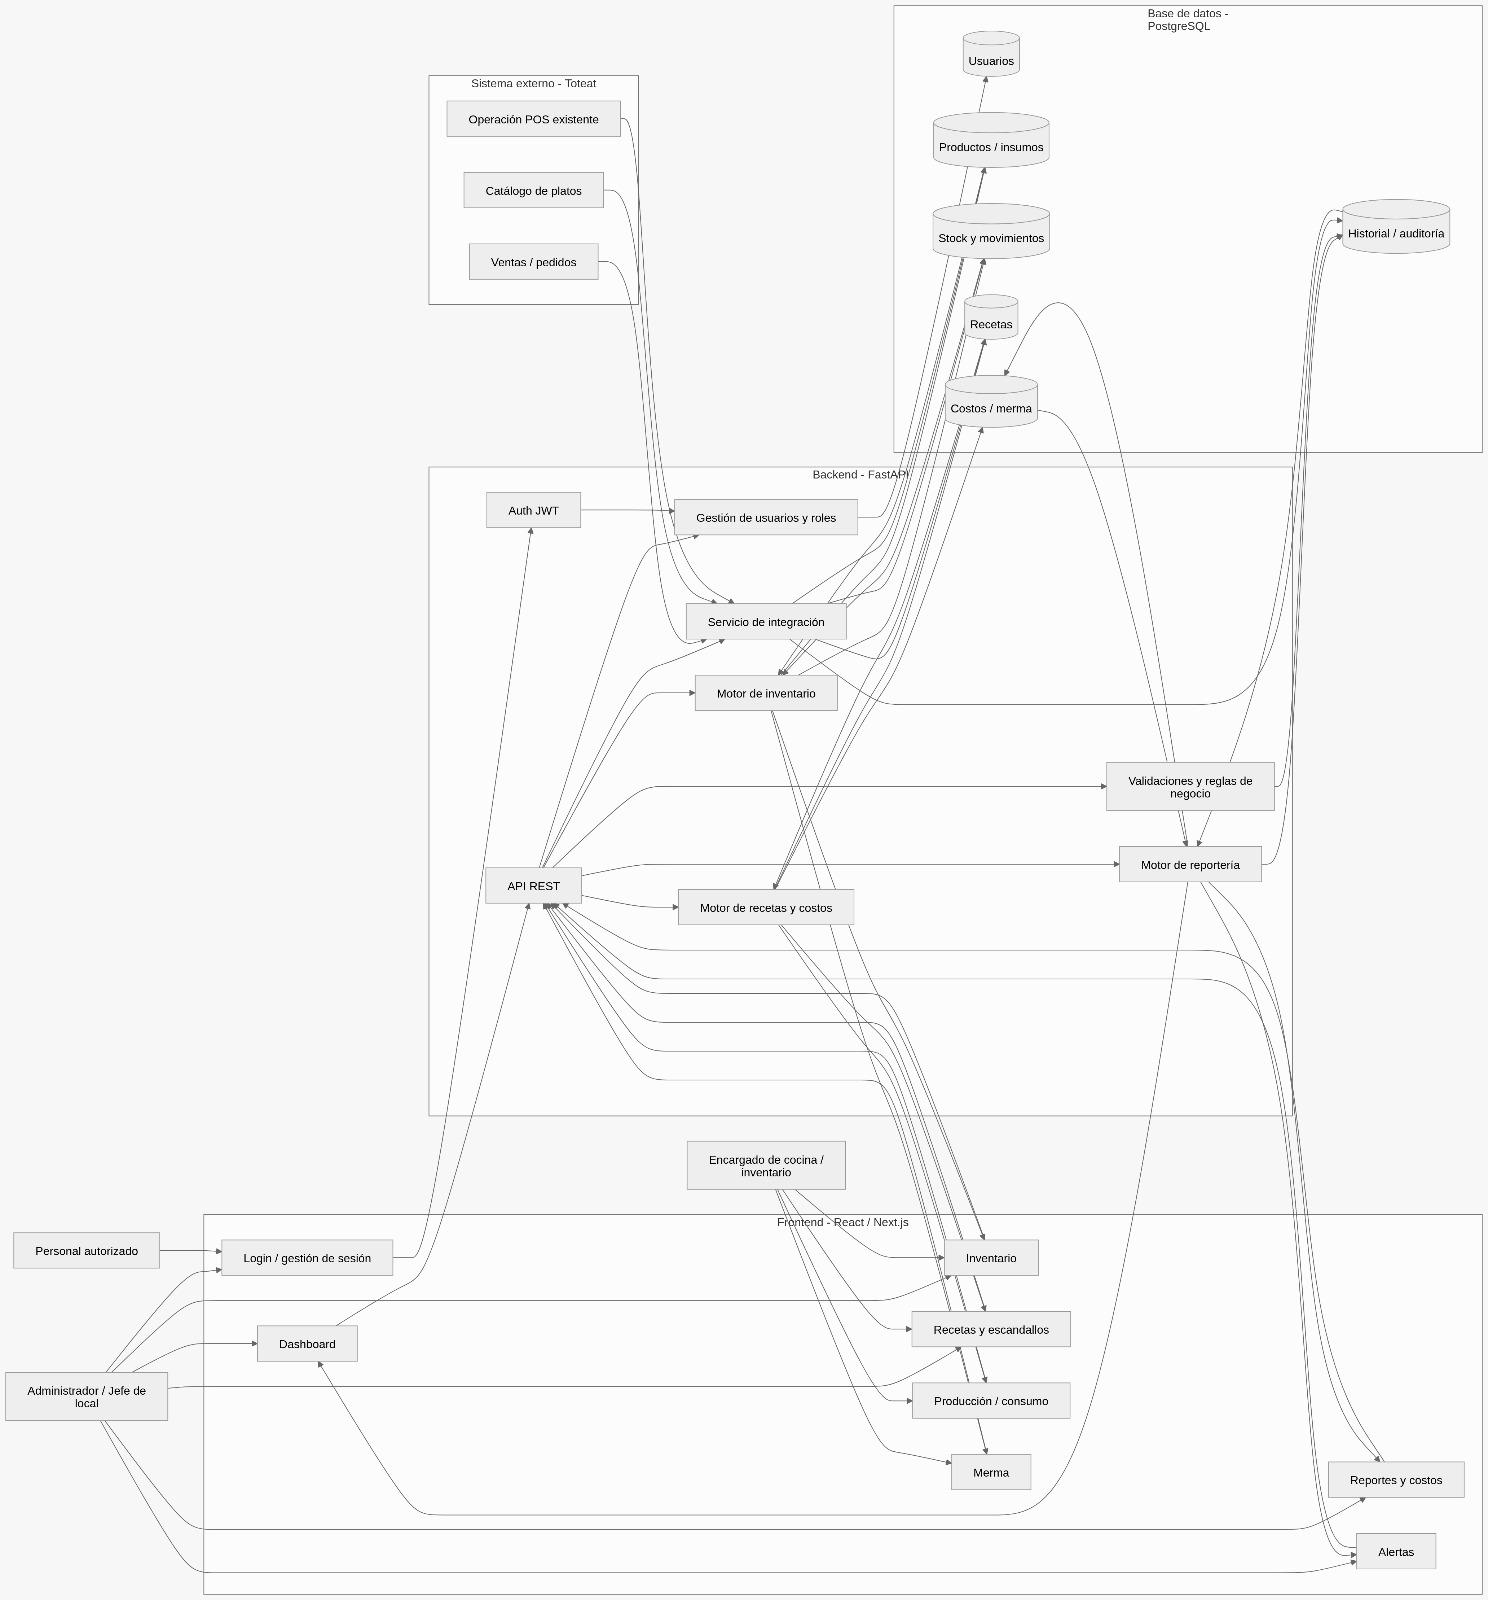 Base de datos -
PostgreSQL
Usuarios
Sistema externo - Toteat
Operación POS existente
Productos / insumos
Catálogo de platos
Stock y movimientos
Historial / auditoría
Ventas / pedidos
Recetas
Costos / merma
Backend - FastAPI
Auth JWT
Gestión de usuarios y roles
Servicio de integración
Motor de inventario
Validaciones y reglas de
negocio
Motor de reportería
API REST
Motor de recetas y costos
Encargado de cocina /
inventario
Frontend - React / Next.js
Personal autorizado
Login / gestión de sesión
Inventario
Recetas y escandallos
Dashboard
Administrador / Jefe de
local
Producción / consumo
Merma
Reportes y costos
Alertas